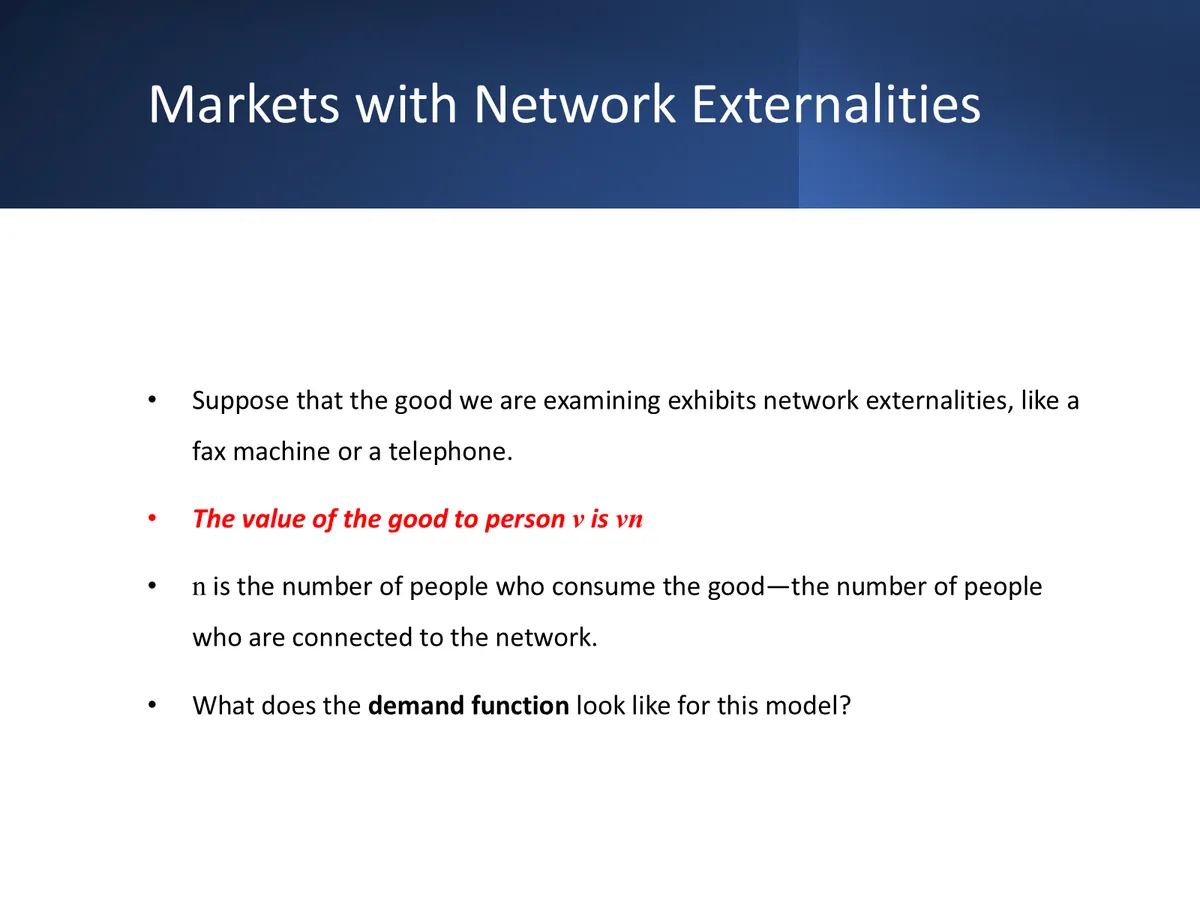 Markets with Network Externalities
• Suppose that the good we are examining exhibits network externalities, like a
fax machine or a telephone.
• The value of the good to person v is vn
• n is the number of people who consume the good—the number of people
who are connected to the network.
• What does the demand function look like for this model?